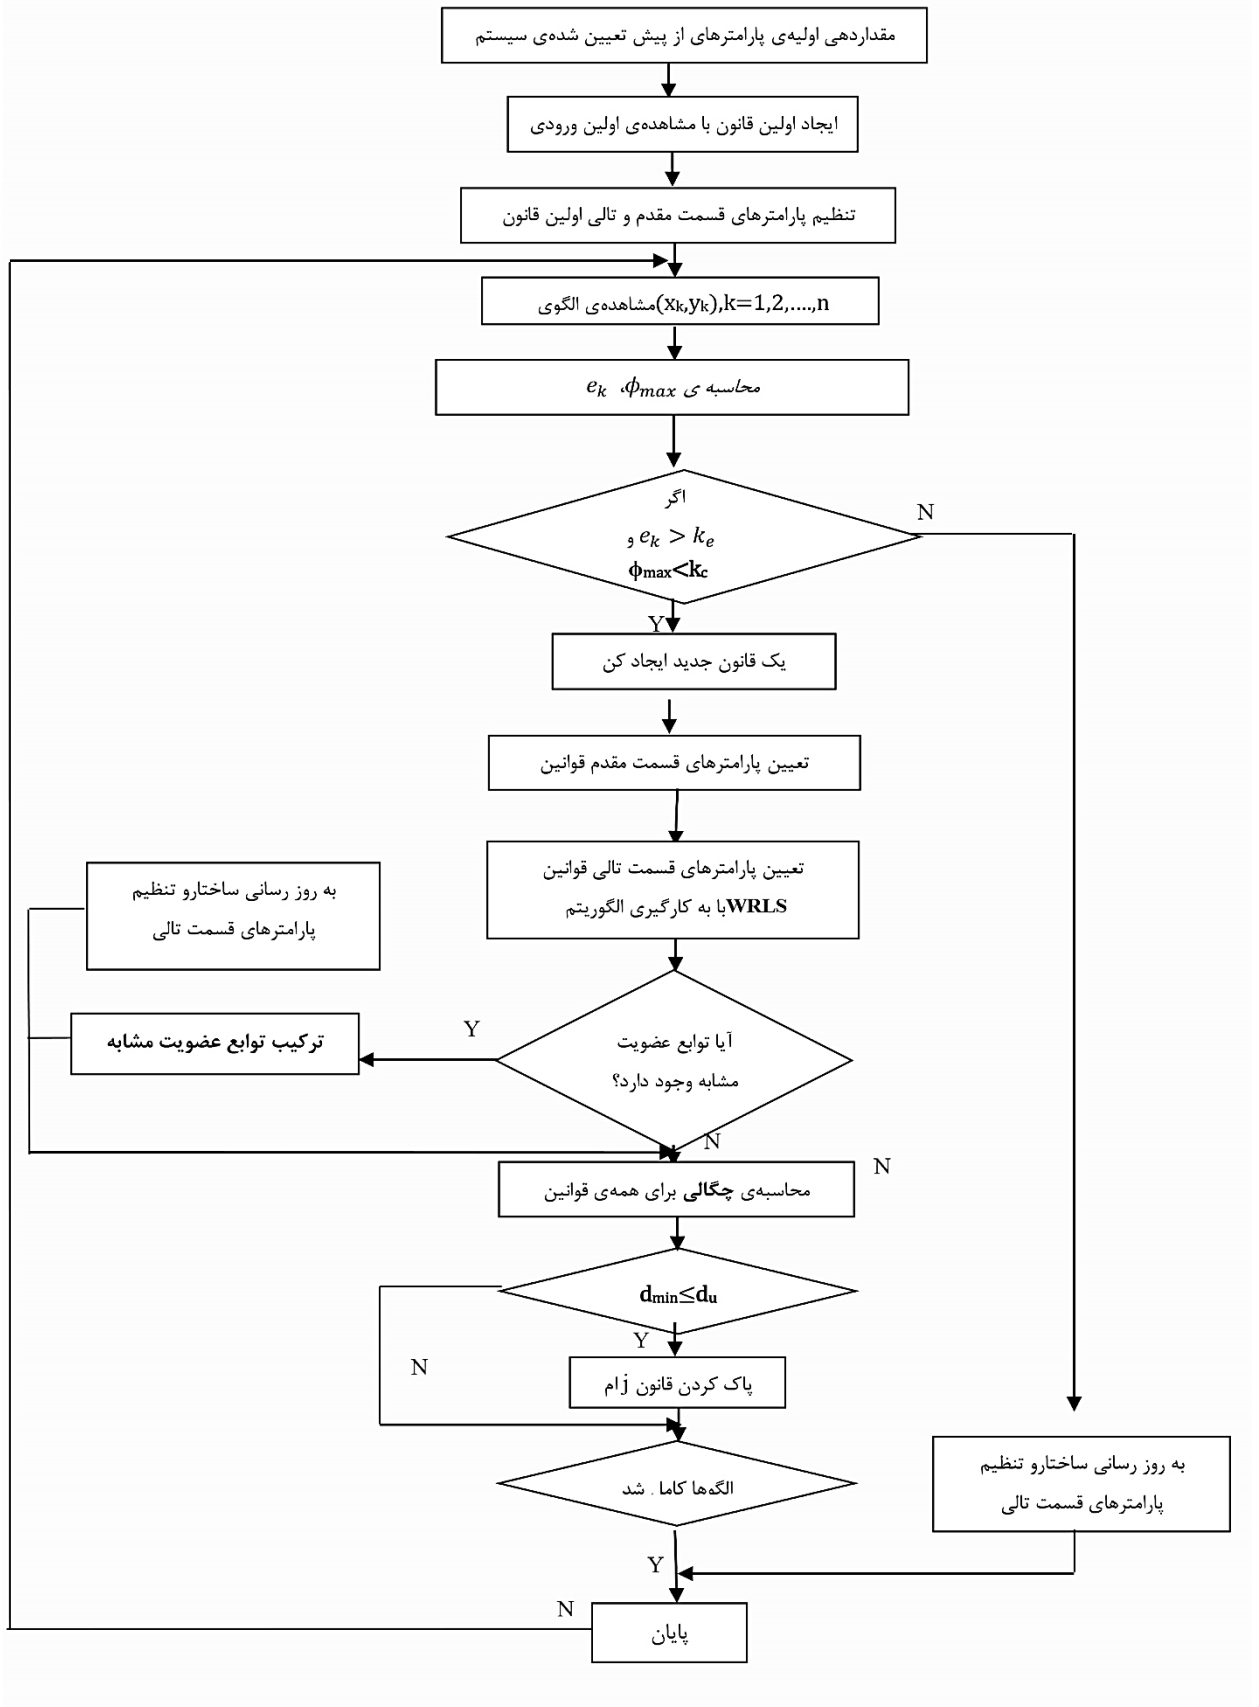 مقداردهی اولیه‌ی پارامترهای از پیش تعیین شده‌ی سیستم
ایجاد اولین قانون با مشاهده‌ی اولین ورودی
تنظیم پارامترهای قسمت مقدم و تالی اولین قانون
مشاهده‌ی الگوی(xₖ,yₖ),k=1,2,....,n
محاسبه ی ϕₘₐₓ، eₖ
اگر
eₖ > kₑ و
ϕmax<kc
N
Y
یک قانون جدید ایجاد کن
تعیین پارامترهای قسمت مقدم قوانین
تعیین پارامترهای قسمت تالی قوانین
با به کارگیری الگوریتم WRLS
به روز رسانی ساختارو تنظیم
پارامترهای قسمت تالی
Y
ترکیب توابع عضویت مشابه
آیا توابع عضویت
مشابه وجود دارد؟
N
N
محاسبه‌ی چگالی برای همه‌ی قوانین
dmin≤du
Y
N
پاک کردن قانون j ام
به روز رسانی ساختارو تنظیم
پارامترهای قسمت تالی
شد
Y
N
پایان